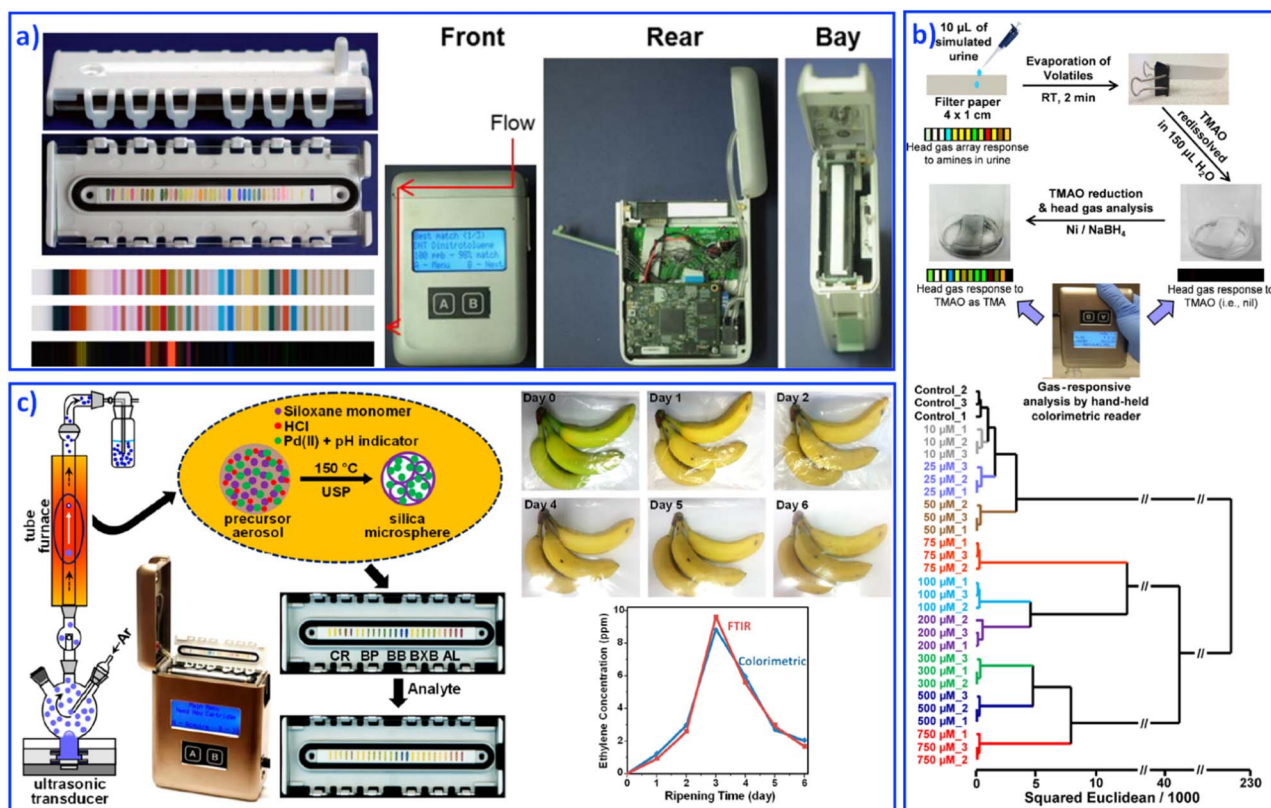 a)
Front
Rear
Bay
Flow
Best match (1/3)
DNT Dinitrotoluene
100 ppb - 98% match
A - Menu B - Next
A
B
b)
10 µL of
simulated
urine
Filter paper
4 x 1 cm
Evaporation of
Volatiles
RT, 2 min
Head gas array response
to amines in urine
TMAO
redissolved
in 150 µL H₂O
TMAO reduction
& head gas analysis
Ni / NaBH₄
Head gas response to
TMAO as TMA
Head gas response to
TMAO (i.e., nil)
Gas-responsive
analysis by hand-held
colorimetric reader
Control_2
Control_3
Control_1
10 µM_1
10 µM_2
10 µM_3
25 µM_3
25 µM_2
25 µM_1
50 µM_2
50 µM_3
50 µM_1
75 µM_1
75 µM_3
75 µM_2
100 µM_1
100 µM_3
100 µM_2
200 µM_2
200 µM_3
200 µM_1
300 µM_3
300 µM_1
300 µM_2
500 µM_3
500 µM_2
500 µM_1
750 µM_1
750 µM_3
750 µM_2
// //
//
//
// //
0 5 10 40 230
Squared Euclidean / 1000
c)
tube
furnace
Ar
ultrasonic
transducer
Siloxane monomer
HCl
Pd(II) + pH indicator
150 °C
USP
precursor
aerosol
silica
microsphere
Main Menu
A
B
CR BP BB BXB AL
Analyte
Day 0
Day 1
Day 2
Day 4
Day 5
Day 6
Ethylene Concentration (ppm)
10
8
6
4
2
0
FTIR
Colorimetric
0 1 2 3 4 5 6
Ripening Time (day)